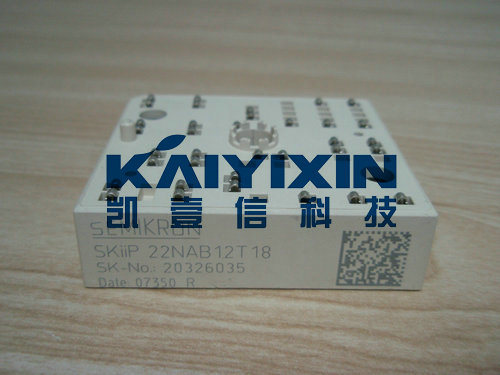 KAIYIXIN
凯壹信科技
SEMIKRON
SKiiP 22NAB12T18
SK-No.: 20326035
Date: 07350 R